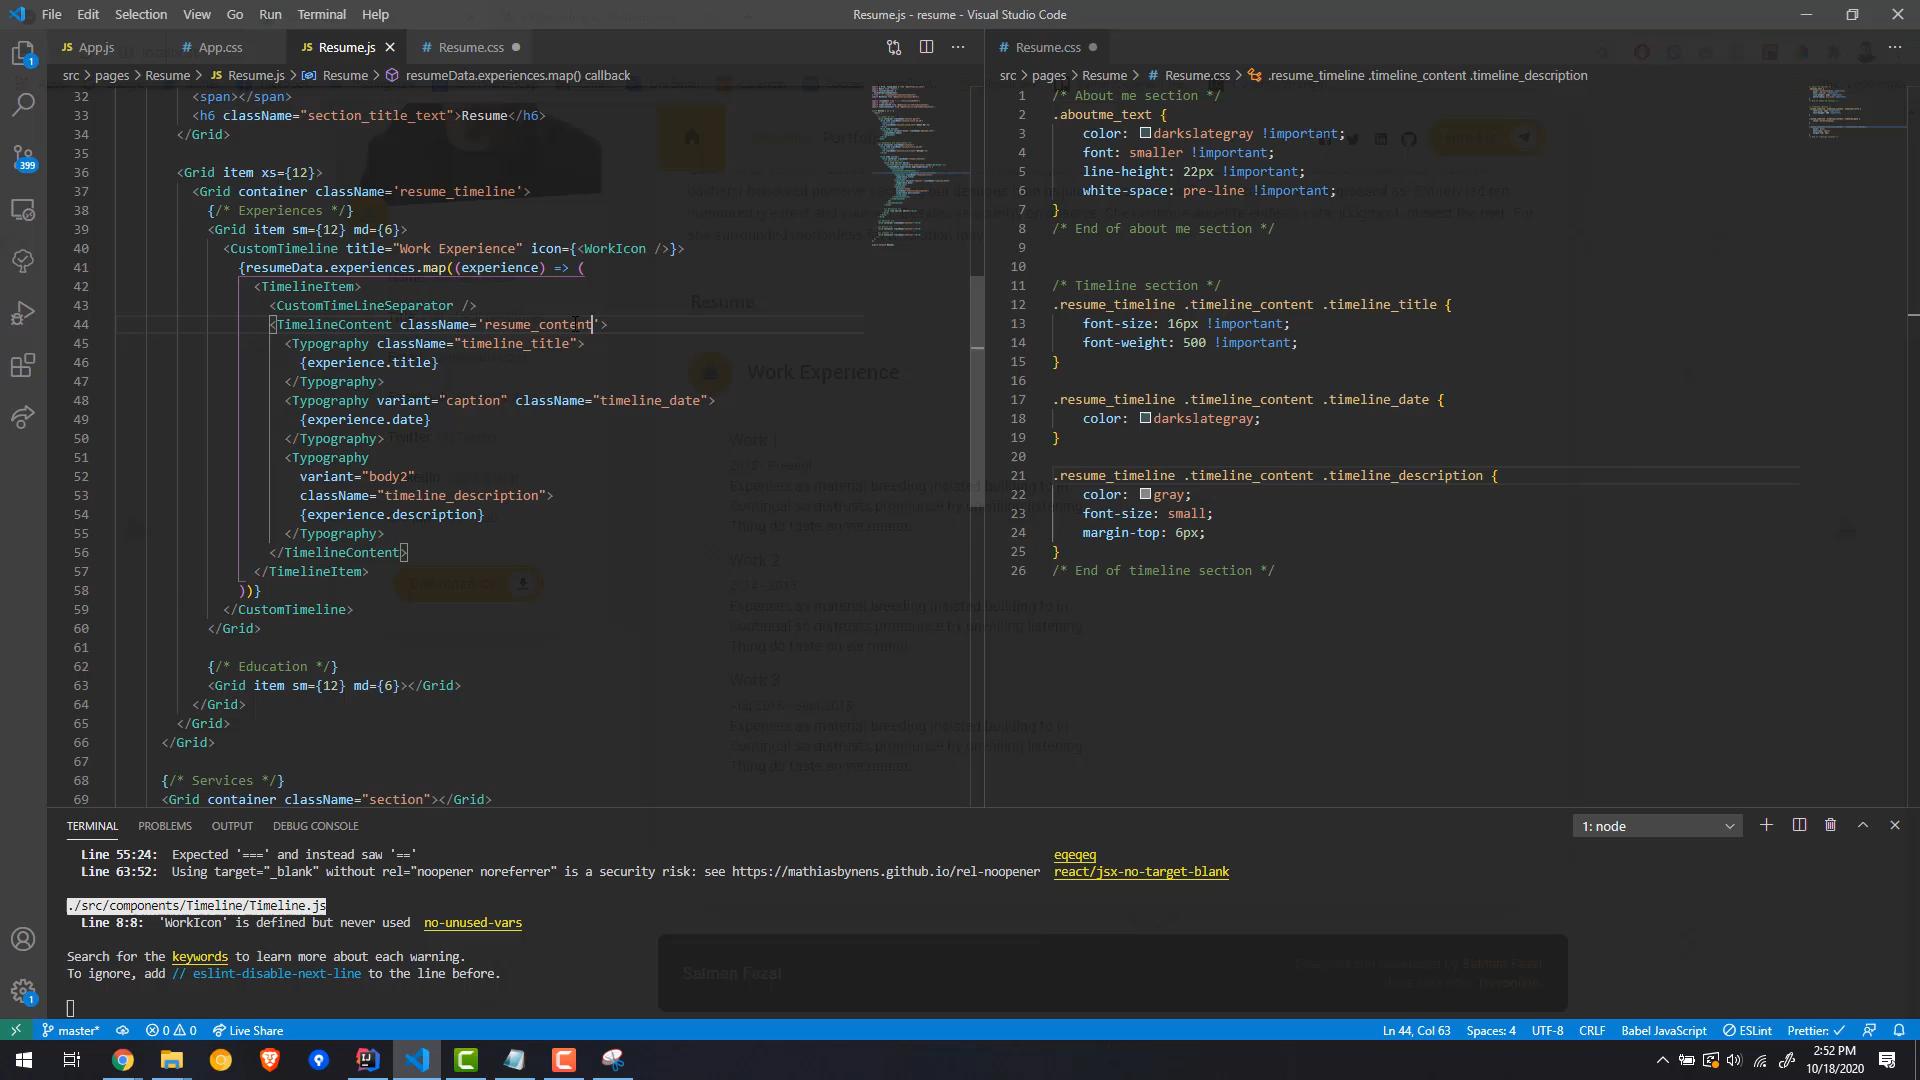 File Edit Selection View Go Run Terminal Help
Resume.js - resume - Visual Studio Code
JS App.js
# App.css
JS Resume.js
# Resume.css
src > pages > Resume > JS Resume.js > Resume > resumeData.experiences.map() callback
32 <span></span>
33 <h6 className="section_title_text">Resume</h6>
34 </Grid>
35
36 <Grid item xs={12}>
37 <Grid container className='resume_timeline'>
38 {/* Experiences */}
39 <Grid item sm={12} md={6}>
40 <CustomTimeline title="Work Experience" icon={<WorkIcon />}>
41 {resumeData.experiences.map((experience) => (
42 <TimelineItem>
43 <CustomTimeLineSeparator />
44 <TimelineContent className='resume_content'>
45 <Typography className="timeline_title">
46 {experience.title}
47 </Typography>
48 <Typography variant="caption" className="timeline_date">
49 {experience.date}
50 </Typography>
51 <Typography
52 variant="body2"
53 className="timeline_description">
54 {experience.description}
55 </Typography>
56 </TimelineContent>
57 </TimelineItem>
58 ))}
59 </CustomTimeline>
60 </Grid>
61
62 {/* Education */}
63 <Grid item sm={12} md={6}></Grid>
64 </Grid>
65 </Grid>
66 </Grid>
67
68 {/* Services */}
69 <Grid container className="section"></Grid>
# Resume.css
src > pages > Resume > # Resume.css > .resume_timeline .timeline_content .timeline_description
1 /* About me section */
2 .aboutme_text {
3 color: darkslategray !important;
4 font: smaller !important;
5 line-height: 22px !important;
6 white-space: pre-line !important;
7 }
8 /* End of about me section */
9
10
11 /* Timeline section */
12 .resume_timeline .timeline_content .timeline_title {
13 font-size: 16px !important;
14 font-weight: 500 !important;
15 }
16
17 .resume_timeline .timeline_content .timeline_date {
18 color: darkslategray;
19 }
20
21 .resume_timeline .timeline_content .timeline_description {
22 color: gray;
23 font-size: small;
24 margin-top: 6px;
25 }
26 /* End of timeline section */
Resume
Work Experience
Work 1
Work 2
Work 3
Salman Fazal
TERMINAL PROBLEMS OUTPUT DEBUG CONSOLE
1: node
Line 55:24: Expected '===' and instead saw '==' eqeqeq
Line 63:52: Using target="_blank" without rel="noopener noreferrer" is a security risk: see https://mathiasbynens.github.io/rel-noopener react/jsx-no-target-blank
./src/components/Timeline/Timeline.js
Line 8:8: 'WorkIcon' is defined but never used no-unused-vars
Search for the keywords to learn more about each warning.
To ignore, add // eslint-disable-next-line to the line before.
1
399
1
master* 0 0 Live Share
Ln 44, Col 63 Spaces: 4 UTF-8 CRLF Babel JavaScript ESLint Prettier: ✓
2:52 PM
10/18/2020